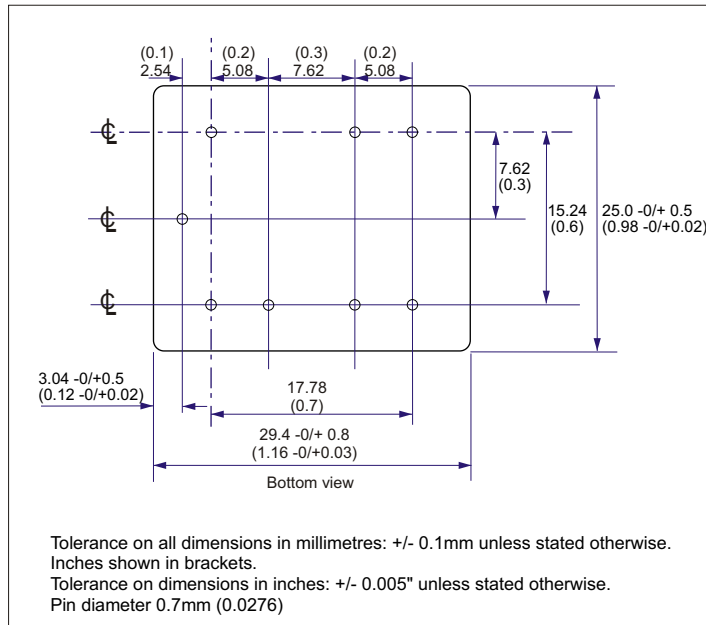 (0.1) (0.2) (0.3) (0.2)
2.54 5.08 7.62 5.08
℄
7.62
(0.3)
15.24
(0.6)
25.0 -0/+ 0.5
(0.98 -0/+0.02)
℄
℄
3.04 -0/+0.5
(0.12 -0/+0.02)
17.78
(0.7)
29.4 -0/+ 0.8
(1.16 -0/+0.03)
Bottom view
Tolerance on all dimensions in millimetres: +/- 0.1mm unless stated otherwise.
Inches shown in brackets.
Tolerance on dimensions in inches: +/- 0.005" unless stated otherwise.
Pin diameter 0.7mm (0.0276)